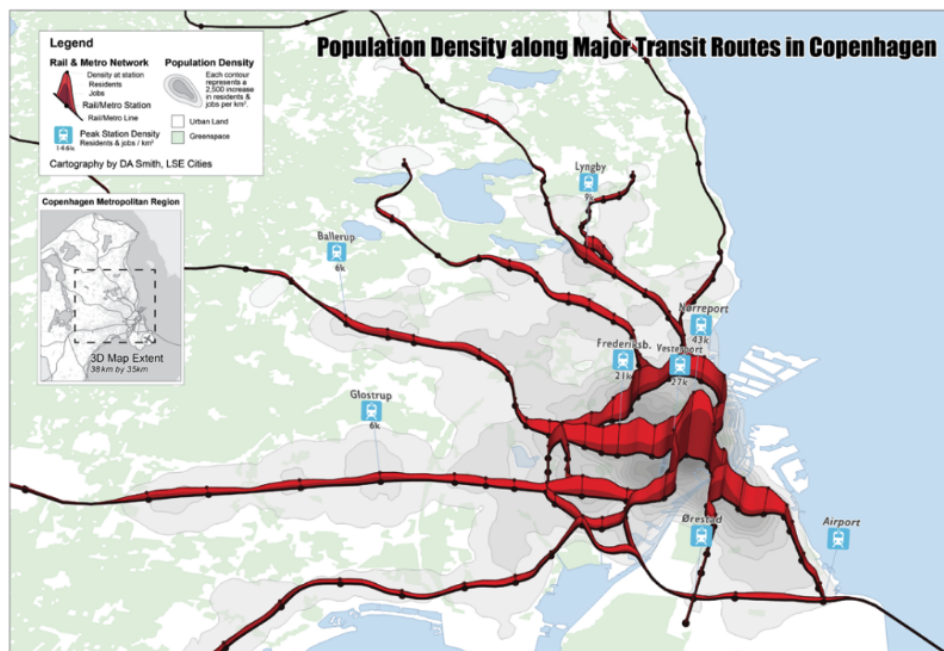 Population Density along Major Transit Routes in Copenhagen
Legend
Rail & Metro Network
Density at station
Residents
Jobs
Rail/Metro Station
Rail/Metro Line
Peak Station Density
Residents & jobs / km²
146k
Population Density
Each contour
represents a
2,500 increase
in residents &
jobs per km².
Urban Land
Greenspace
Cartography by DA Smith, LSE Cities
Copenhagen Metropolitan Region
3D Map Extent
38km by 35km
Lyngby
9k
Ballerup
6k
Nørreport
43k
Frederiksb.
21k
Vesterport
27k
Glostrup
6k
Ørestad
Airport